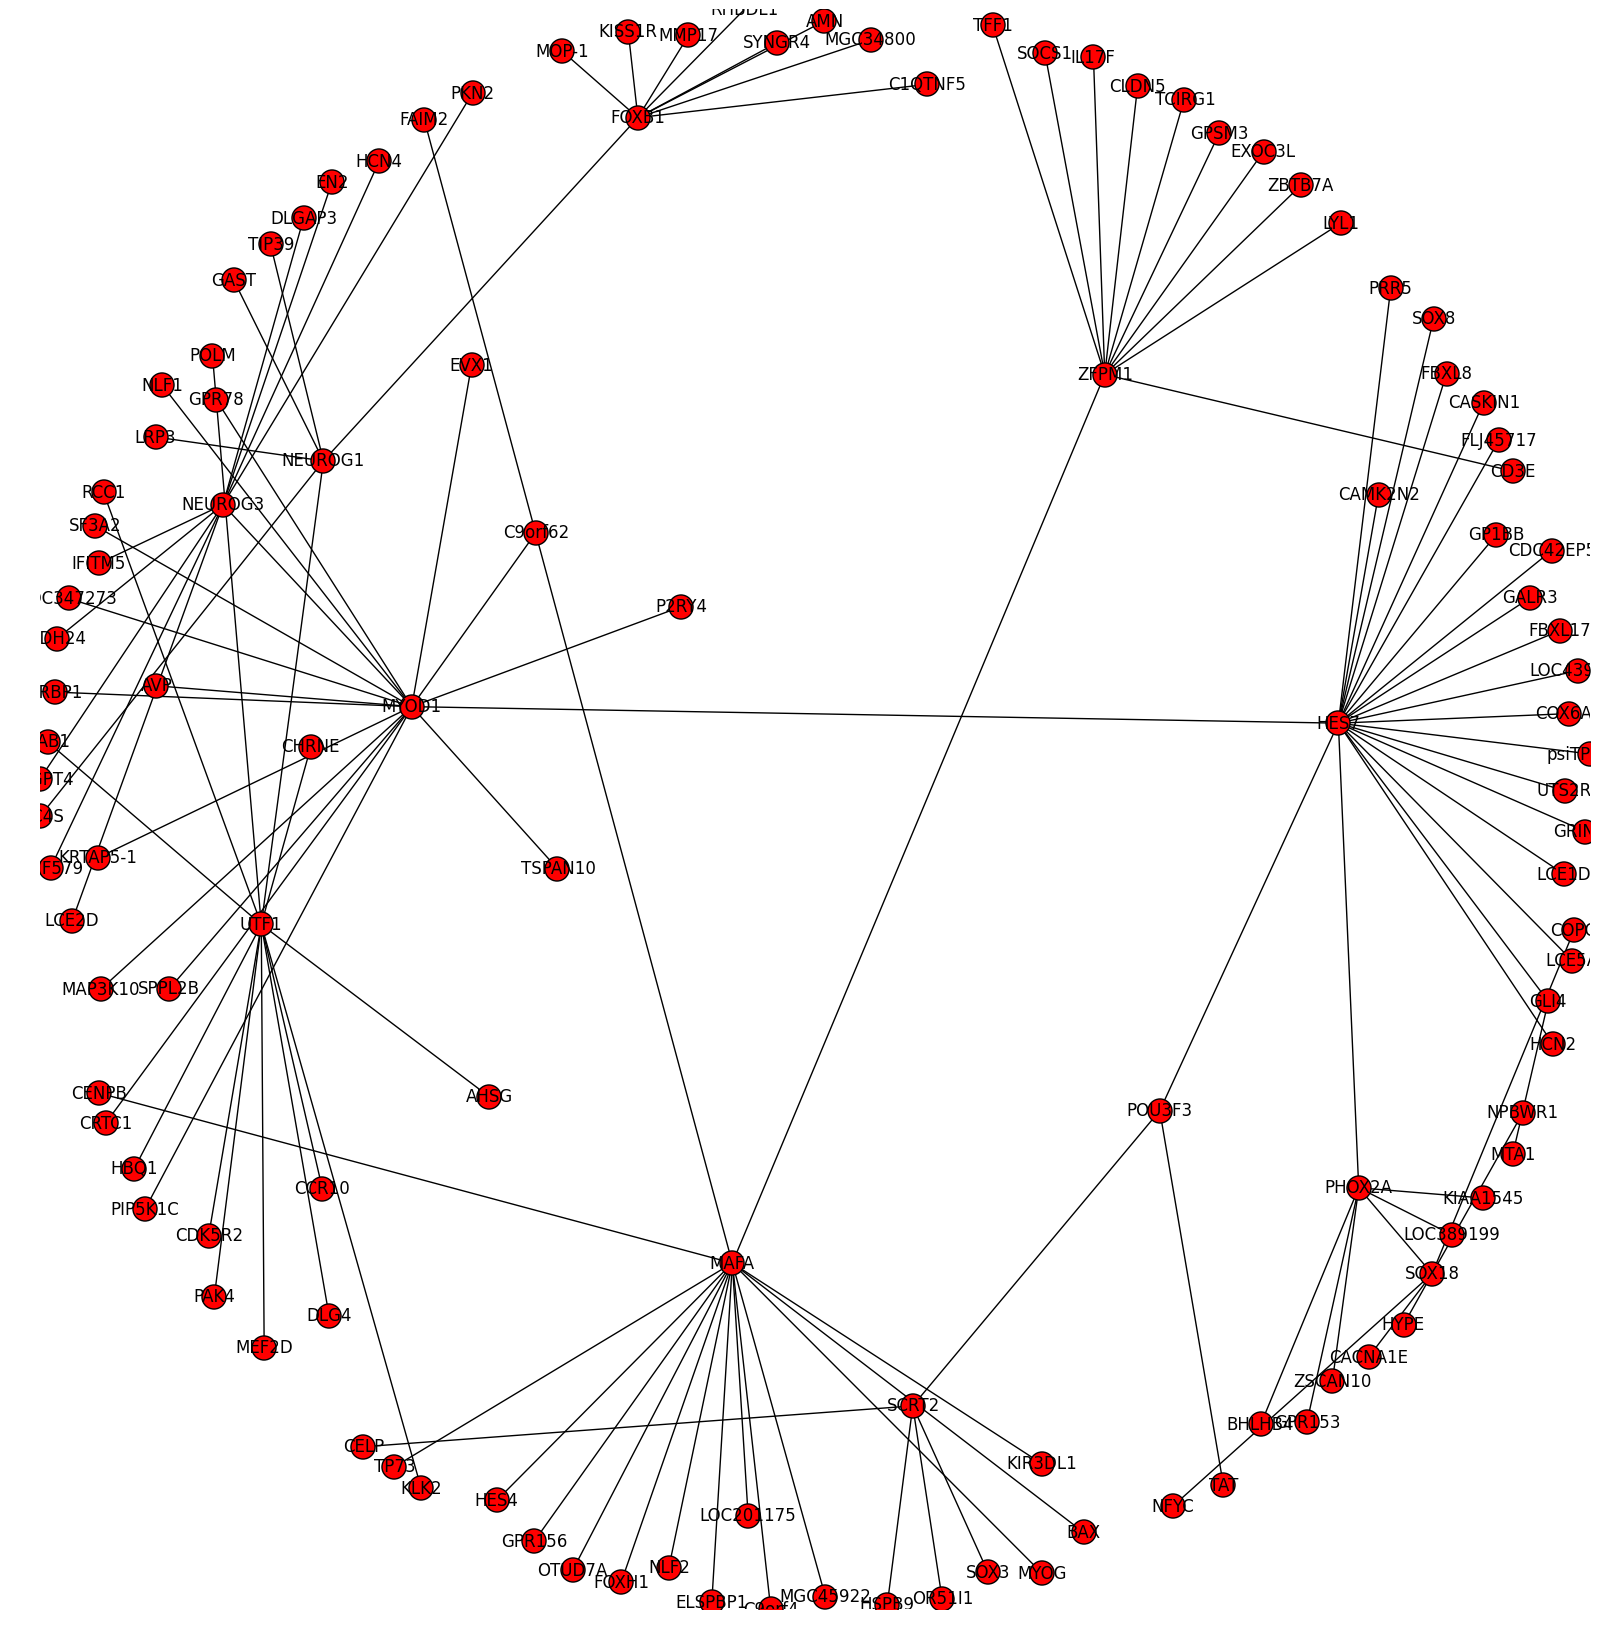 RHBDL1
AMN
TFF1
KISS1R
MMP17
SYNGR4
MGC34800
MOP-1
SOCS1
IL17F
C1QTNF5
CLDN5
PKN2
TCIRG1
FAIM2
FOXB1
GPSM3
EXOC3L
HCN4
EN2
ZBTB7A
DLGAP3
LYL1
TIP39
GAST
PRR5
SOX8
POLM
EVX1
FBXL8
ZFPM1
NLF1
GPR78
CASKIN1
LRP3
FLJ45717
NEUROG1
CD3E
RCC1
CAMK2N2
NEUROG3
SF3A2
C9orf62
GP1BB
CDC42EP5
IFITM5
OC347273
GALR3
P2RY4
FBXL17
DH24
LOC439
AVP
RBP1
MYOD1
COX6A
HES7
AB1
CHRNE
psiTP
GPT4
UTS2R
C4S
GRIN
KRTAP5-1
F579
TSPAN10
LCE1D
LCE2D
UTF1
COPG
LCE5A
MAP3K10
SPPL2B
GLI4
HCN2
CENPB
AHSG
POU3F3
NPBWR1
CRTC1
MTA1
HBQ1
CCR10
PHOX2A
KIAA1545
PIP5K1C
CDK5R2
LOC389199
MAFA
SOX18
PAK4
DLG4
HYPE
MEF2D
CACNA1E
ZSCAN10
SCRT2
BHLHB4
GPR153
CELP
TP73
KIR3DL1
KLK2
TAT
HES4
NFYC
LOC201175
BAX
GPR156
OTUD7A
NLF2
SOX3
MYOG
FOXH1
MGC45922
OR51I1
ELSPBP1
HSPB9
C9orf4